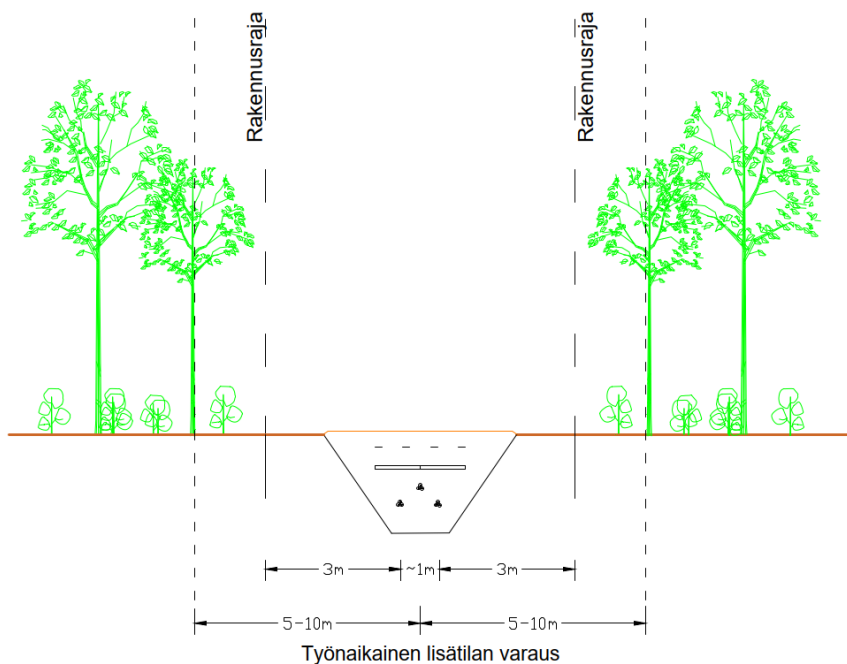 Rakennusraja
Rakennusraja
3m ~1m 3m
5-10m 5-10m
Työnaikainen lisätilan varaus